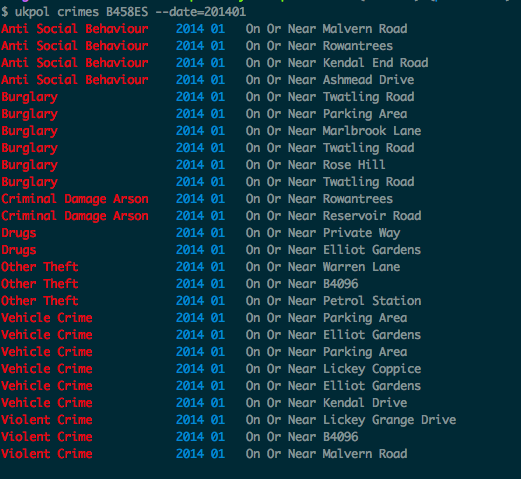 $ ukpol crimes B458ES --date=201401
Anti Social Behaviour 2014 01 On Or Near Malvern Road
Anti Social Behaviour 2014 01 On Or Near Rowantrees
Anti Social Behaviour 2014 01 On Or Near Kendal End Road
Anti Social Behaviour 2014 01 On Or Near Ashmead Drive
Burglary 2014 01 On Or Near Twatling Road
Burglary 2014 01 On Or Near Parking Area
Burglary 2014 01 On Or Near Marlbrook Lane
Burglary 2014 01 On Or Near Twatling Road
Burglary 2014 01 On Or Near Rose Hill
Burglary 2014 01 On Or Near Twatling Road
Criminal Damage Arson 2014 01 On Or Near Rowantrees
Criminal Damage Arson 2014 01 On Or Near Reservoir Road
Drugs 2014 01 On Or Near Private Way
Drugs 2014 01 On Or Near Elliot Gardens
Other Theft 2014 01 On Or Near Warren Lane
Other Theft 2014 01 On Or Near B4096
Other Theft 2014 01 On Or Near Petrol Station
Vehicle Crime 2014 01 On Or Near Parking Area
Vehicle Crime 2014 01 On Or Near Elliot Gardens
Vehicle Crime 2014 01 On Or Near Parking Area
Vehicle Crime 2014 01 On Or Near Lickey Coppice
Vehicle Crime 2014 01 On Or Near Elliot Gardens
Vehicle Crime 2014 01 On Or Near Kendal Drive
Violent Crime 2014 01 On Or Near Lickey Grange Drive
Violent Crime 2014 01 On Or Near B4096
Violent Crime 2014 01 On Or Near Malvern Road